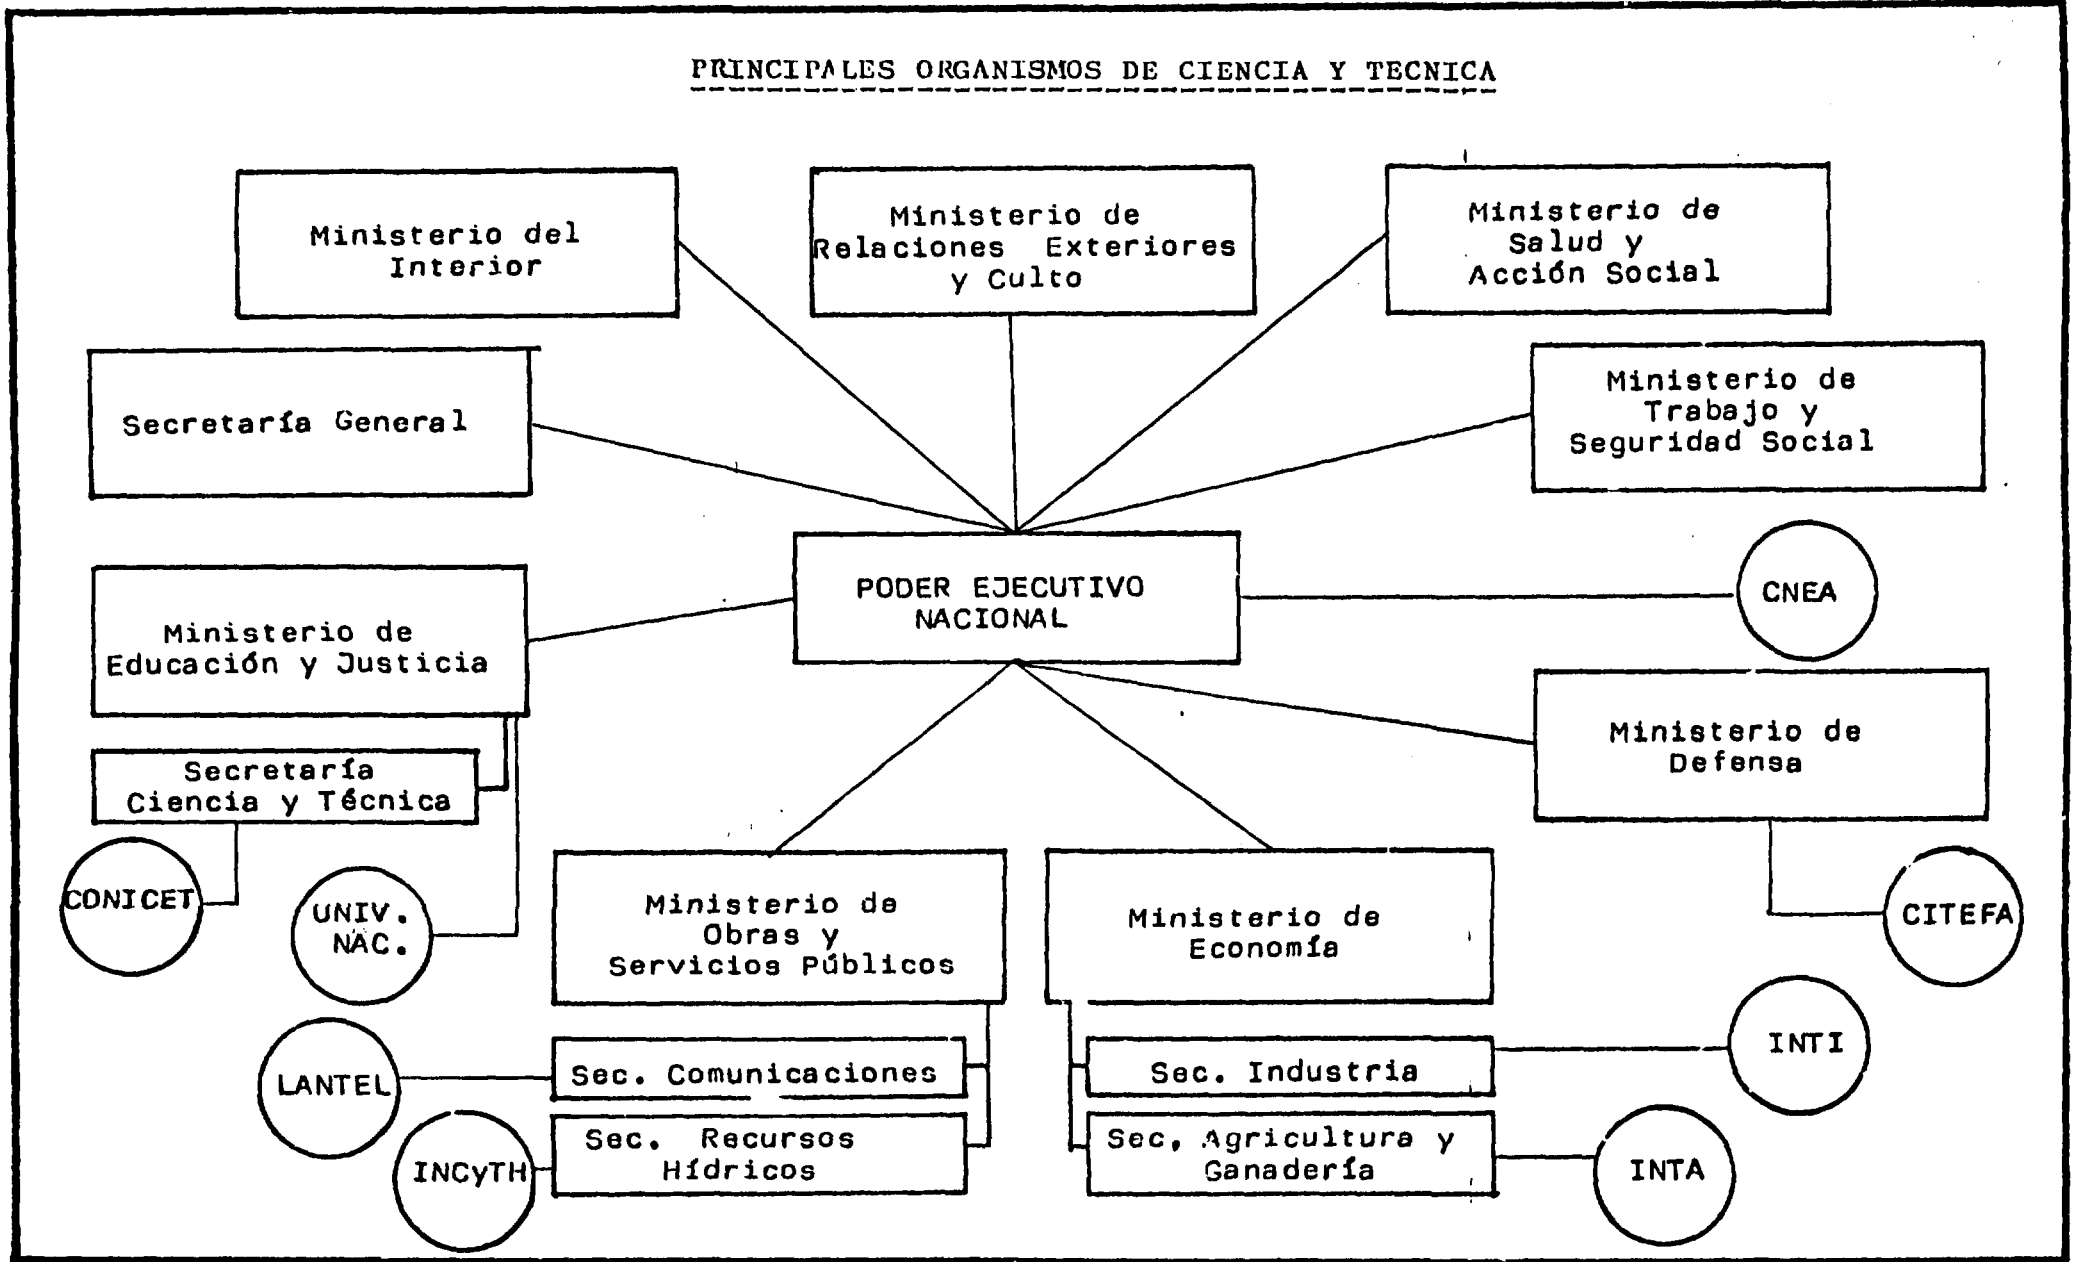 PRINCIPALES ORGANISMOS DE CIENCIA Y TECNICA
Ministerio del
Interior
Ministerio de
Relaciones Exteriores
y Culto
Ministerio de
Salud y
Acción Social
Secretaría General
Ministerio de
Trabajo y
Seguridad Social
PODER EJECUTIVO
NACIONAL
CNEA
Ministerio de
Educación y Justicia
Secretaría
Ciencia y Técnica
CONICET
UNIV.
NAC.
Ministerio de
Defensa
CITEFA
Ministerio de
Obras y
Servicios Públicos
Ministerio de
Economía
LANTEL
Sec. Comunicaciones
INCyTH
Sec. Recursos
Hídricos
Sec. Industria
INTI
Sec. Agricultura y
Ganadería
INTA